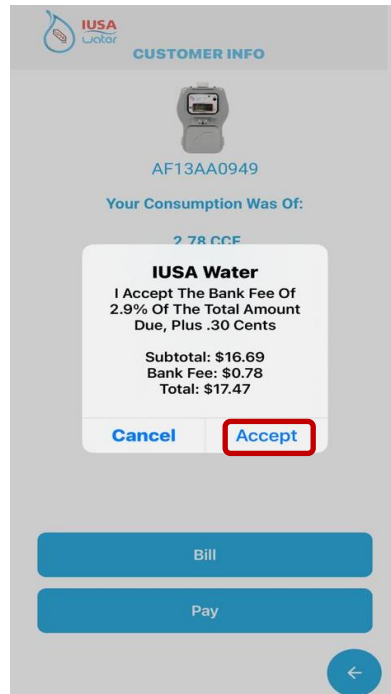 IUSA
water
CUSTOMER INFO
AF13AA0949
Your Consumption Was Of:
2.78 CCF
IUSA Water
I Accept The Bank Fee Of
2.9% Of The Total Amount
Due, Plus .30 Cents
Subtotal: $16.69
Bank Fee: $0.78
Total: $17.47
Cancel Accept
Bill
Pay